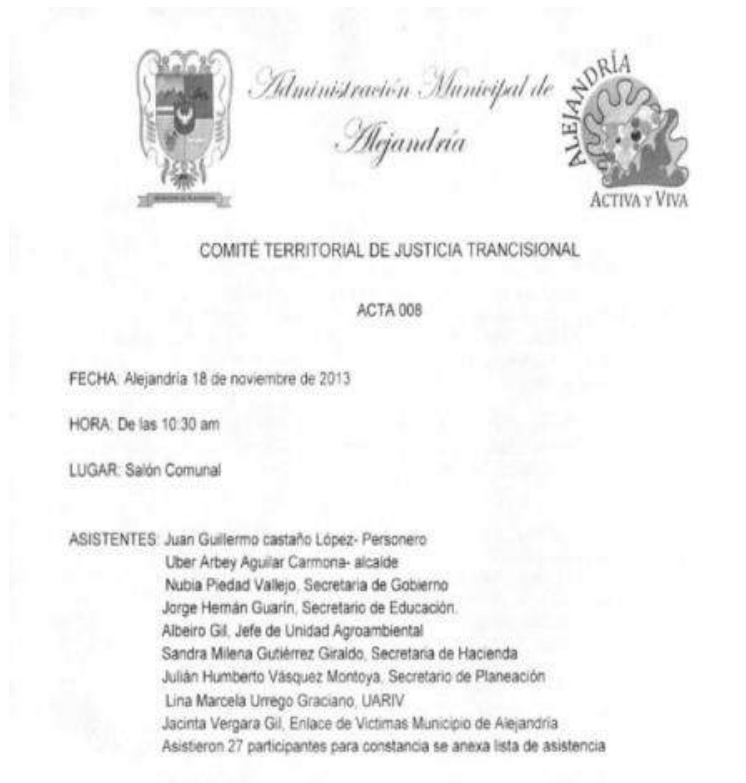 Administración Municipal de
Alejandría
ALEJANDRÍA
ACTIVA Y VIVA
COMITÉ TERRITORIAL DE JUSTICIA TRANCISIONAL
ACTA 008
FECHA: Alejandría 18 de noviembre de 2013
HORA: De las 10:30 am
LUGAR: Salón Comunal
ASISTENTES: Juan Guillermo castaño López- Personero
Uber Arbey Aguilar Carmona- alcalde
Nubia Piedad Vallejo, Secretaria de Gobierno
Jorge Hernán Guarín, Secretario de Educación.
Albeiro Gil, Jefe de Unidad Agroambiental
Sandra Milena Gutiérrez Giraldo, Secretaria de Hacienda
Julián Humberto Vásquez Montoya, Secretario de Planeación
Lina Marcela Urrego Graciano, UARIV
Jacinta Vergara Gil, Enlace de Victimas Municipio de Alejandría
Asistieron 27 participantes para constancia se anexa lista de asistencia